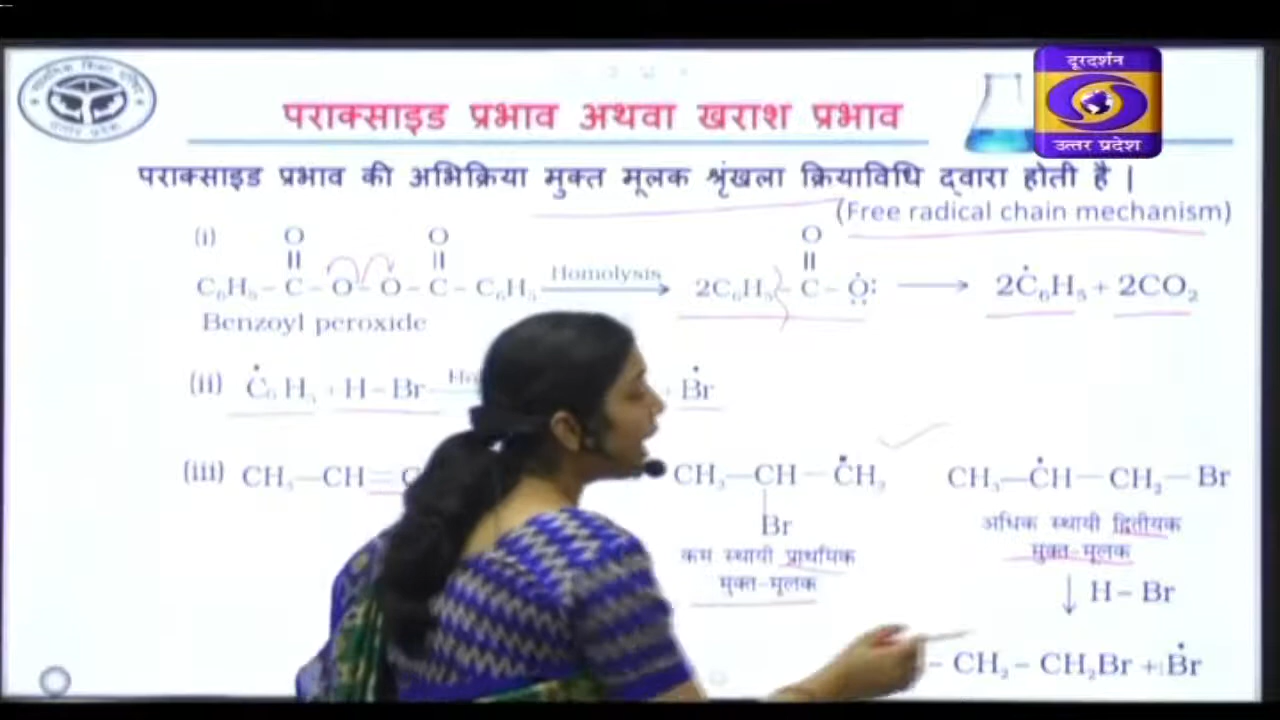 दूरदर्शन
उत्तर प्रदेश
पराक्साइड प्रभाव अथवा खराश प्रभाव
पराक्साइड प्रभाव की अभिक्रिया मुक्त मूलक श्रृंखला क्रियाविधि द्वारा होती है |
(Free radical chain mechanism)
(i)
O O O
|| || ||
C₆H₅ – C – O – O – C – C₆H₅ Homolysis → 2C₆H₅ – C – Ȯ: → 2Ċ₆H₅ + 2CO₂
Benzoyl peroxide
(ii) Ċ₆H₅ + H – Br + Ḃr
(iii) CH₃—CH= CH₃—CH—ĊH₂ CH₃—ĊH—CH₂—Br
Br
अधिक स्थायी द्वितीयक
मुक्त-मूलक
कम स्थायी प्राथमिक
मुक्त-मूलक
↓ H – Br
– CH₂ – CH₂Br + Ḃr